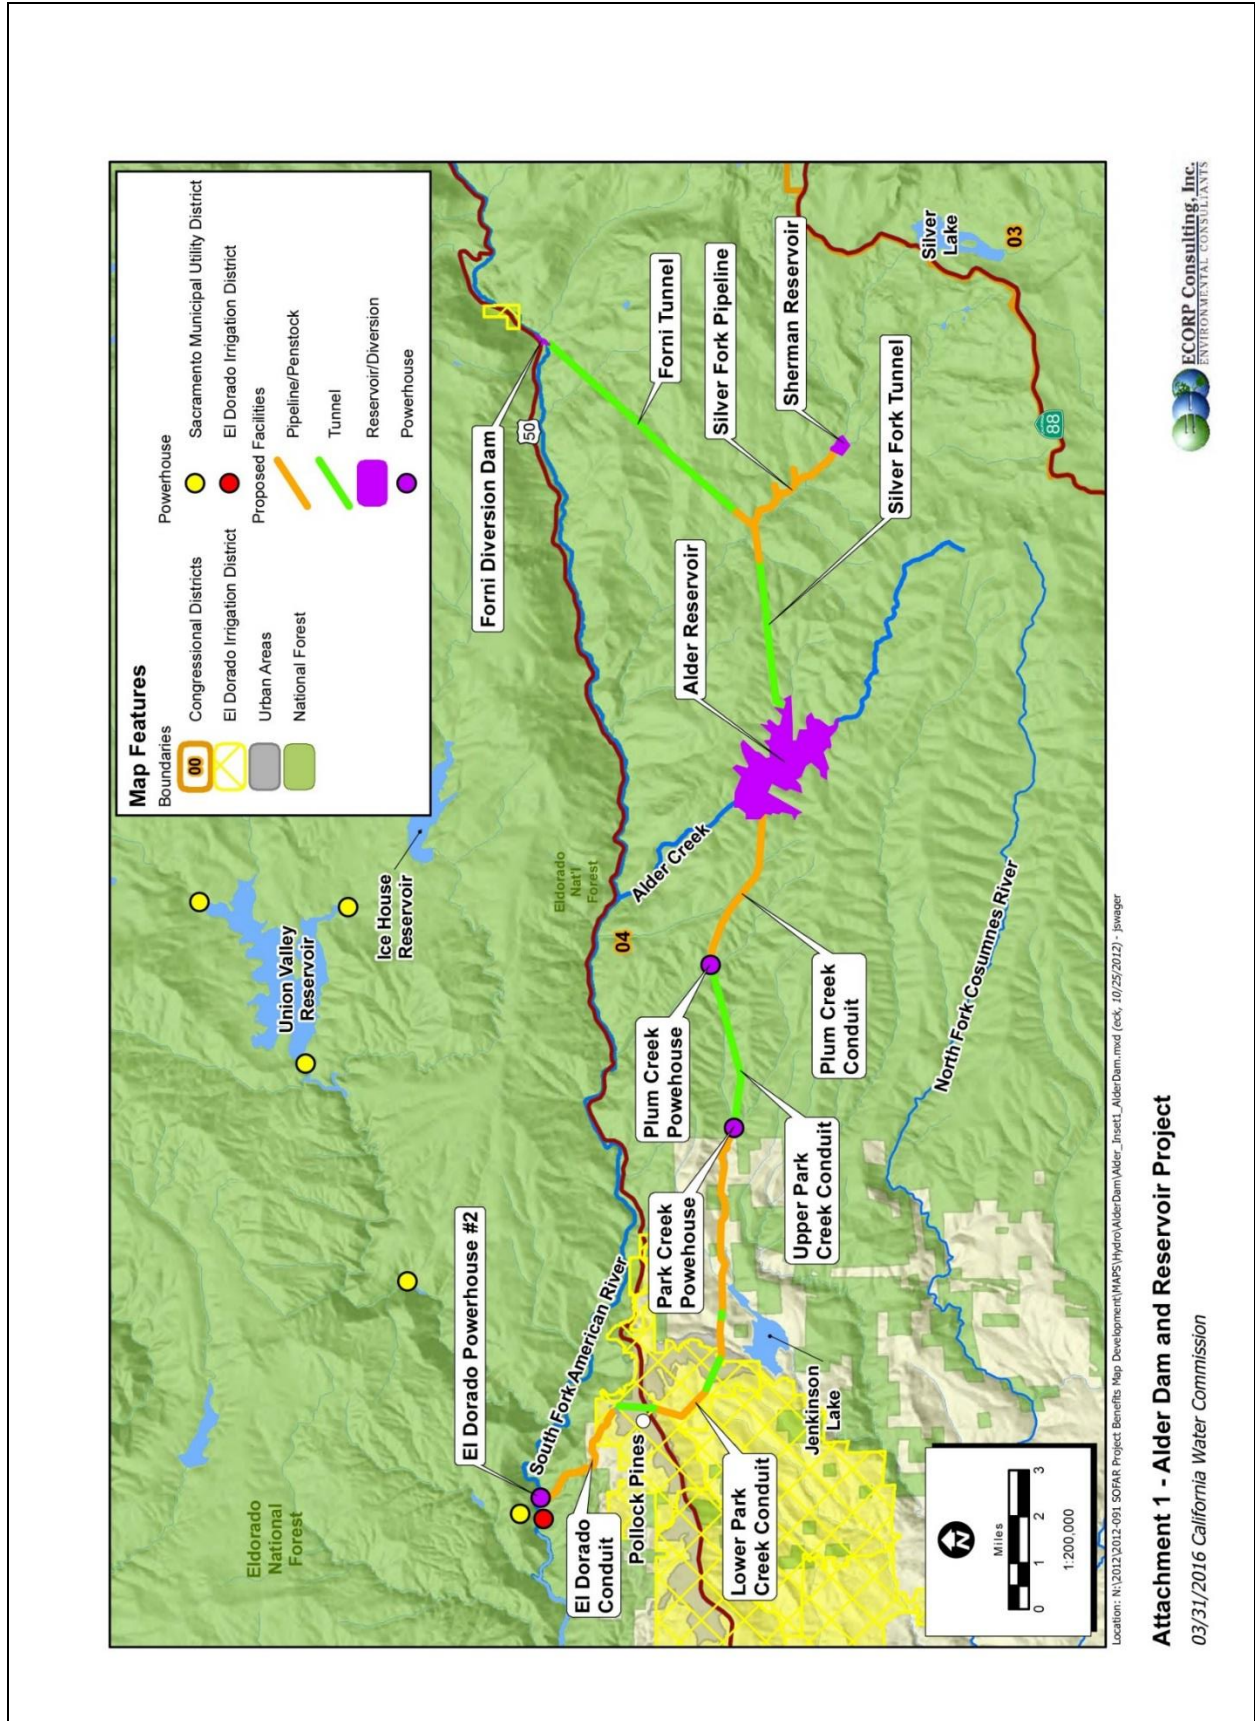 Map Features
Boundaries
00
Congressional Districts
El Dorado Irrigation District
Urban Areas
National Forest
Powerhouse
Sacramento Municipal Utility District
El Dorado Irrigation District
Proposed Facilities
Pipeline/Penstock
Tunnel
Reservoir/Diversion
Powerhouse
Union Valley
Reservoir
Ice House
Reservoir
Eldorado
National
Forest
Eldorado
Nat'l
Forest
El Dorado Powerhouse #2
South Fork American River
50
Forni Diversion Dam
04
Alder Creek
El Dorado
Conduit
Pollock Pines
Park Creek
Powehouse
Plum Creek
Powehouse
Alder Reservoir
Forni Tunnel
Silver Fork Pipeline
Sherman Reservoir
Silver Fork Tunnel
Silver
Lake
03
88
Lower Park
Creek Conduit
Jenkinson
Lake
Upper Park
Creek Conduit
Plum Creek
Conduit
North Fork Cosumnes River
N
Miles
0 1 2 3
1:200,000
Location: N:\2012\2012-091 SOFAR Project Benefits Map Development\MAPS\Hydro\AlderDam\Alder_Inset1_AlderDam.mxd (eck, 10/25/2012) - jswager
Attachment 1 - Alder Dam and Reservoir Project
03/31/2016 California Water Commission
ECORP Consulting, Inc.
ENVIRONMENTAL CONSULTANTS